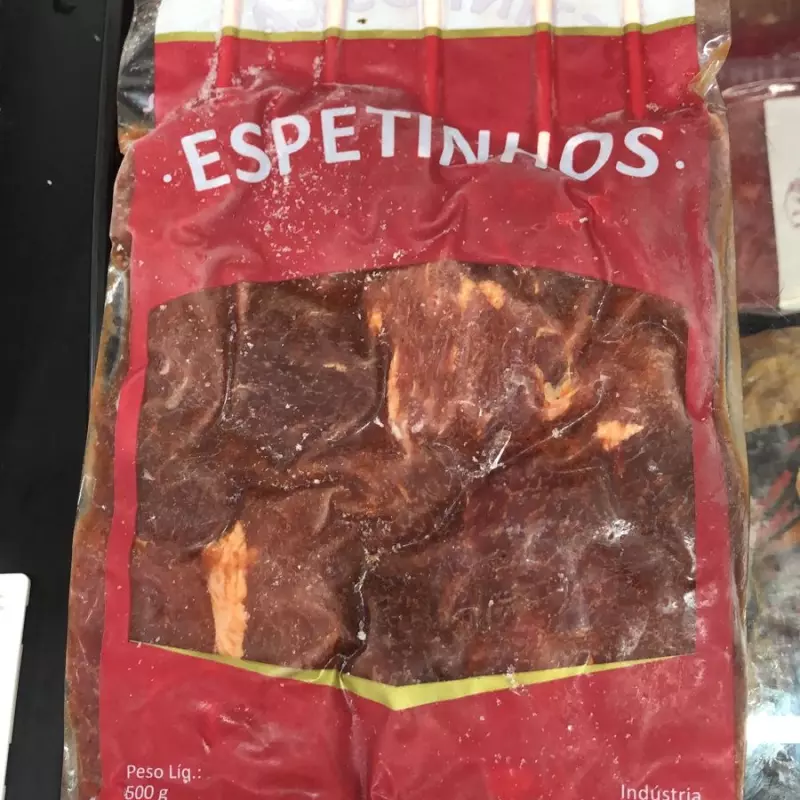 ESPETINHOS
Peso Líq.:
500 g
Indústria